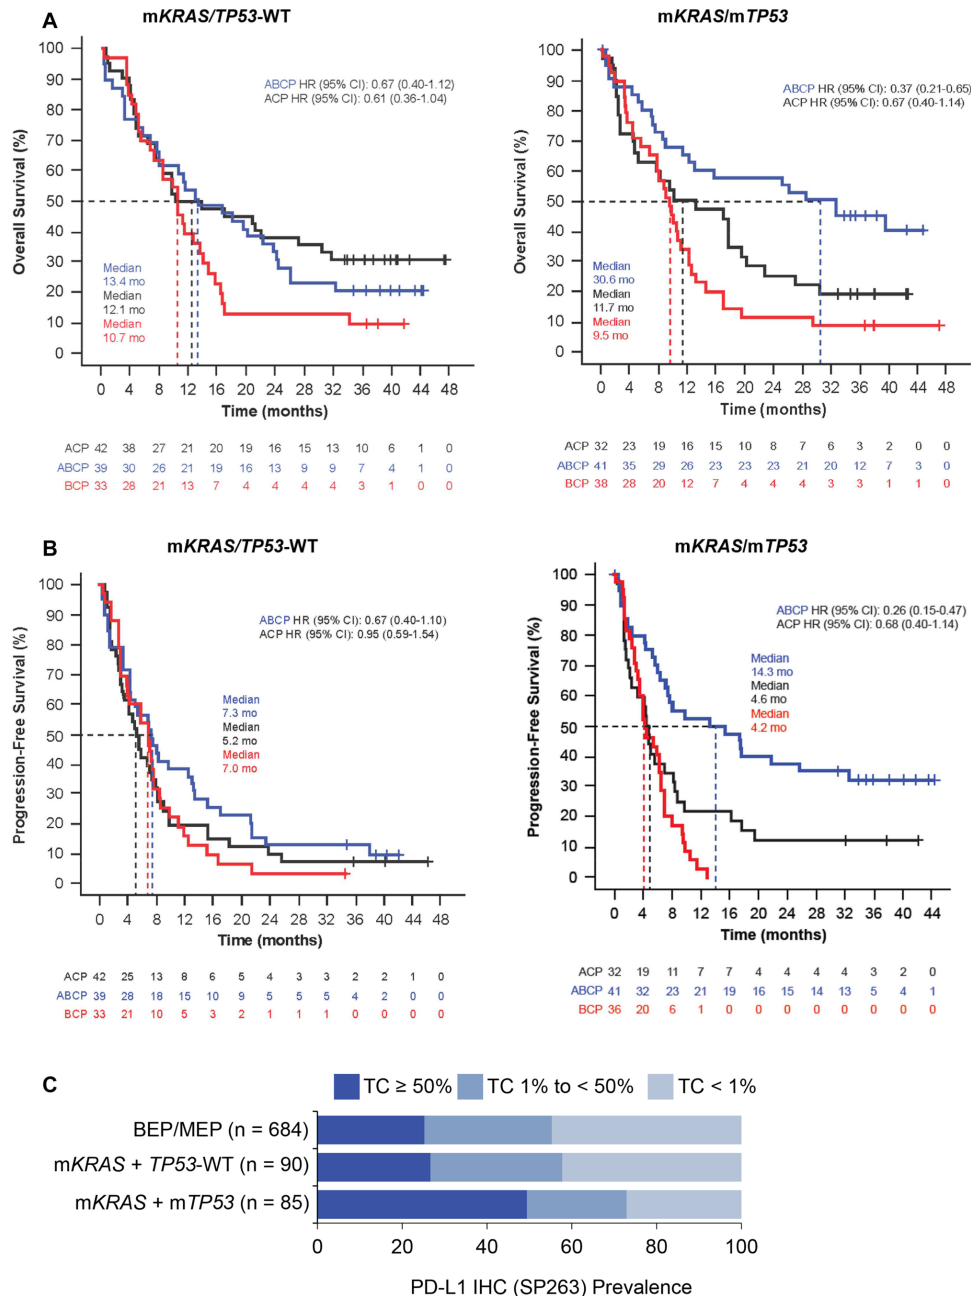 A
mKRAS/TP53-WT
mKRAS/mTP53
Overall Survival (%)
100
90
80
70
60
50
40
30
20
10
0
ABCP HR (95% CI): 0.67 (0.40-1.12)
ACP HR (95% CI): 0.61 (0.36-1.04)
Median
13.4 mo
Median
12.1 mo
Median
10.7 mo
0 4 8 12 16 20 24 28 32 36 40 44 48
Time (months)
ACP 42 38 27 21 20 19 16 15 13 10 6 1 0
ABCP 39 30 26 21 19 16 13 9 9 7 4 1 0
BCP 33 28 21 13 7 4 4 4 4 3 1 0 0
Overall Survival (%)
100
90
80
70
60
50
40
30
20
10
0
ABCP HR (95% CI): 0.37 (0.21-0.65)
ACP HR (95% CI): 0.67 (0.40-1.14)
Median
30.6 mo
Median
11.7 mo
Median
9.5 mo
0 4 8 12 16 20 24 28 32 36 40 44 48
Time (months)
ACP 32 23 19 16 15 10 8 7 6 3 2 0 0
ABCP 41 35 29 26 23 23 23 21 20 12 7 3 0
BCP 38 28 20 12 7 4 4 4 3 3 1 1 0
B
mKRAS/TP53-WT
mKRAS/mTP53
Progression-Free Survival (%)
100
90
80
70
60
50
40
30
20
10
0
ABCP HR (95% CI): 0.67 (0.40-1.10)
ACP HR (95% CI): 0.95 (0.59-1.54)
Median
7.3 mo
Median
5.2 mo
Median
7.0 mo
0 4 8 12 16 20 24 28 32 36 40 44 48
Time (months)
ACP 42 25 13 8 6 5 4 3 3 2 2 1 0
ABCP 39 28 18 15 10 9 5 5 5 4 2 0 0
BCP 33 21 10 5 3 2 1 1 1 0 0 0 0
Progression-Free Survival (%)
100
90
80
70
60
50
40
30
20
10
0
ABCP HR (95% CI): 0.26 (0.15-0.47)
ACP HR (95% CI): 0.68 (0.40-1.14)
Median
14.3 mo
Median
4.6 mo
Median
4.2 mo
0 4 8 12 16 20 24 28 32 36 40 44
Time (months)
ACP 32 19 11 7 7 4 4 4 4 3 2 0
ABCP 41 32 23 21 19 16 15 14 13 5 4 1
BCP 36 20 6 1 0 0 0 0 0 0 0 0
C
TC ≥ 50% TC 1% to < 50% TC < 1%
BEP/MEP (n = 684)
mKRAS + TP53-WT (n = 90)
mKRAS + mTP53 (n = 85)
0 20 40 60 80 100
PD-L1 IHC (SP263) Prevalence